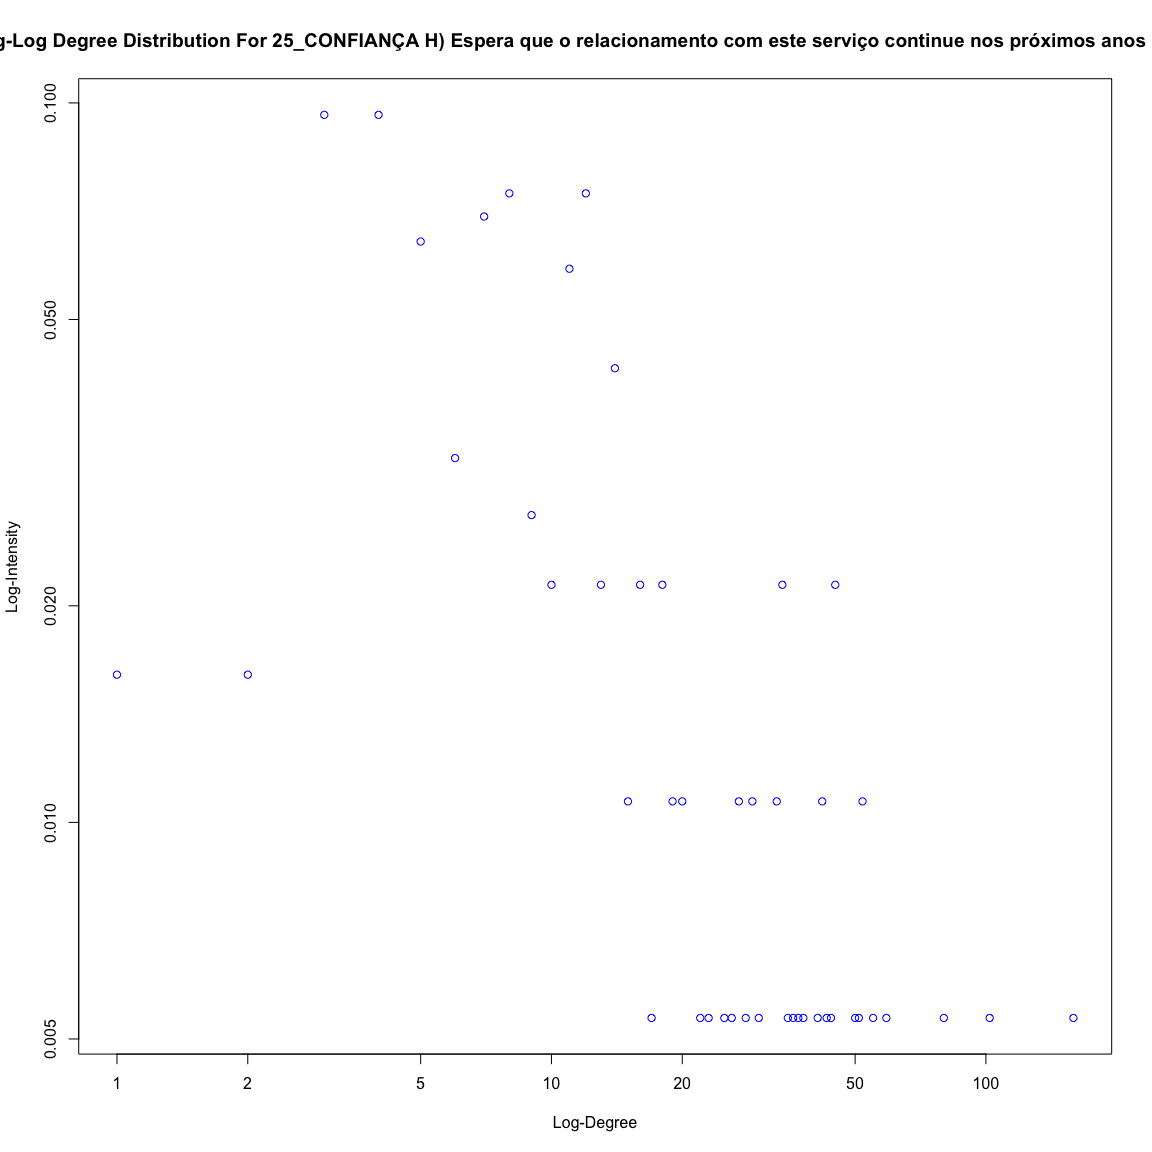 g-Log Degree Distribution For 25_CONFIANÇA H) Espera que o relacionamento com este serviço continue nos próximos anos
0.100
0.050
0.020
0.010
0.005
Log-Intensity
1 2 5 10 20 50 100
Log-Degree